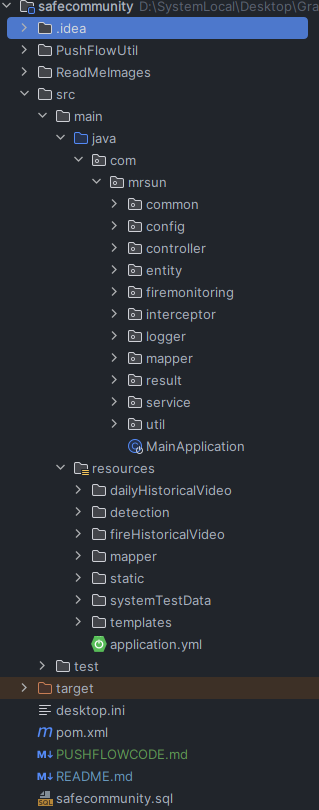 safecommunity D:\SystemLocal\Desktop\Gra
.idea
PushFlowUtil
ReadMeImages
src
main
java
com
mrsun
common
config
controller
entity
firemonitoring
interceptor
logger
mapper
result
service
util
MainApplication
resources
dailyHistoricalVideo
detection
fireHistoricalVideo
mapper
static
systemTestData
templates
application.yml
test
target
desktop.ini
pom.xml
M↓ PUSHFLOWCODE.md
M↓ README.md
SQL safecommunity.sql